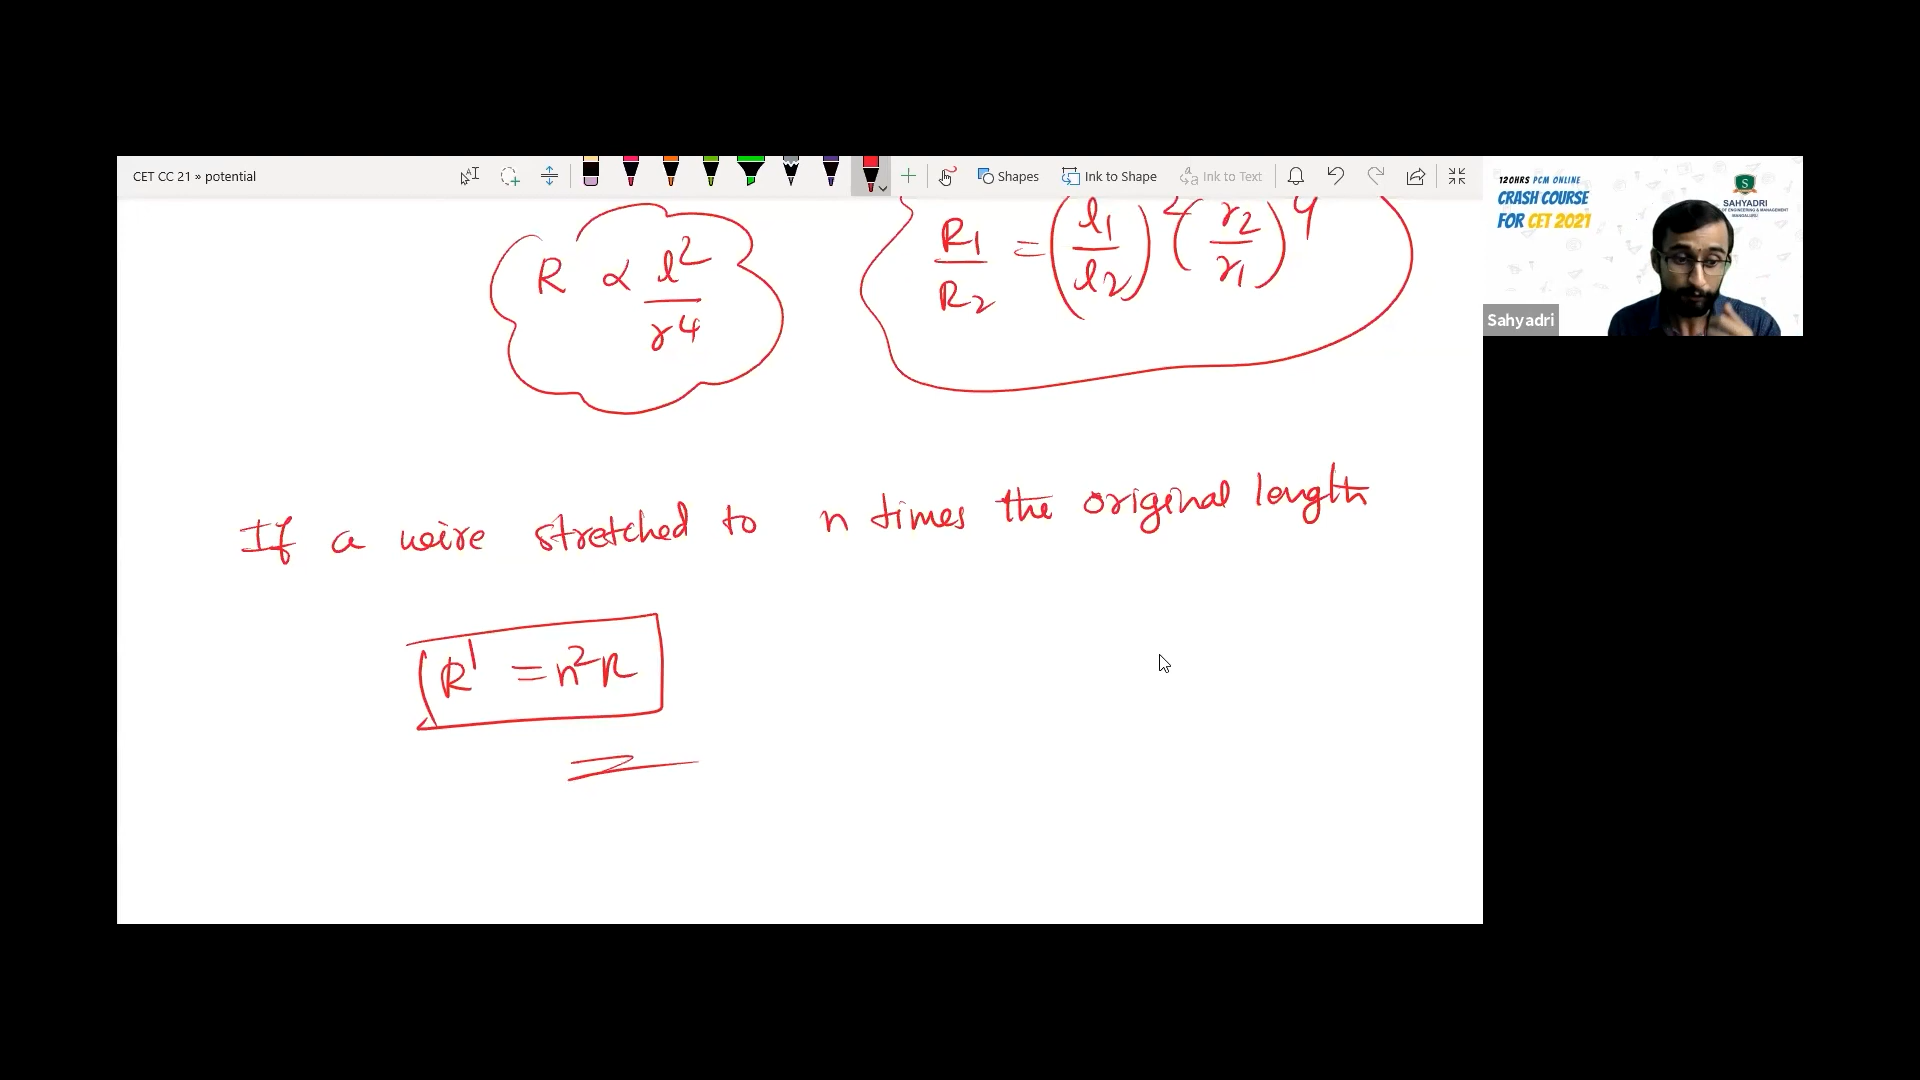 CET CC 21 » potential
Shapes
Ink to Shape
Ink to Text
120HRS PCM ONLINE
CRASH COURSE
FOR CET 2021
S
SAHYADRI
MANGALURU
Sahyadri
R ∝ l²/r⁴
R₁/R₂ = (l₁/l₂) (r₂/r₁)⁴
If a wire stretched to n times the original length
R' = n²R